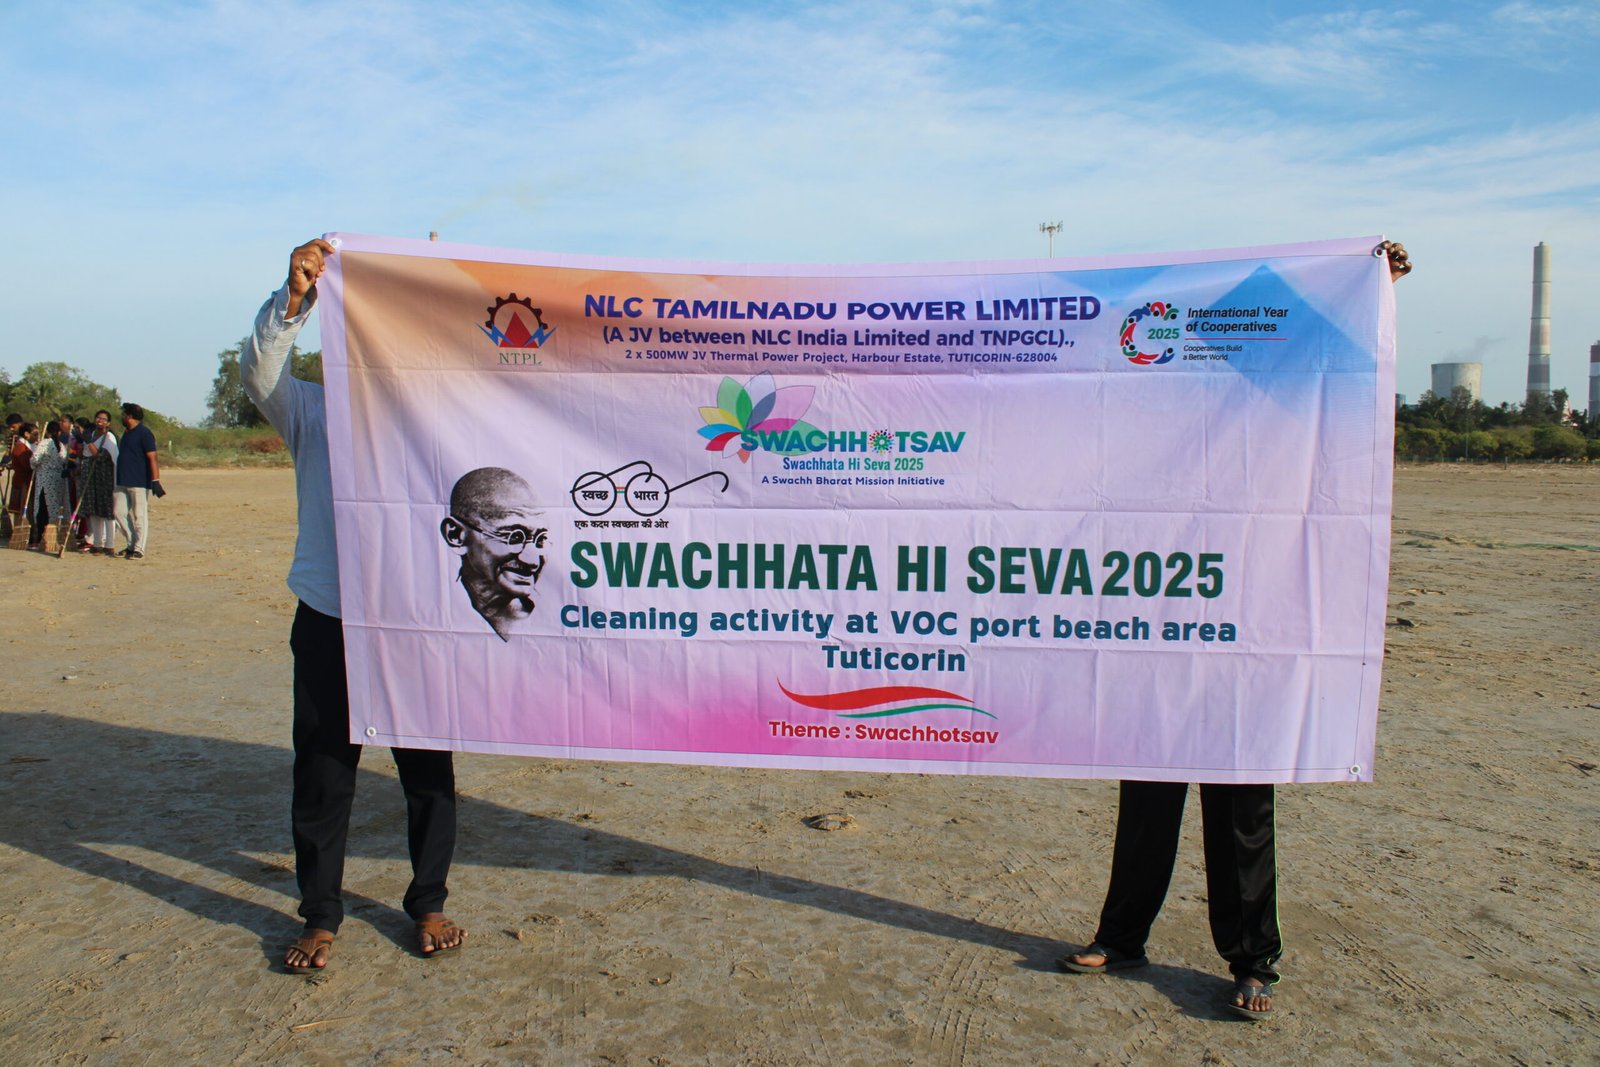 NLC TAMILNADU POWER LIMITED
(A JV between NLC India Limited and TNPGCL).,
2 x 500MW JV Thermal Power Project, Harbour Estate, TUTICORIN-628004
NTPL
2025
International Year
of Cooperatives
Cooperatives Build
a Better World
SWACHHOTSAV
Swachhata Hi Seva 2025
A Swachh Bharat Mission Initiative
स्वच्छ भारत
एक कदम स्वच्छता की ओर
SWACHHATA HI SEVA 2025
Cleaning activity at VOC port beach area
Tuticorin
Theme : Swachhotsav